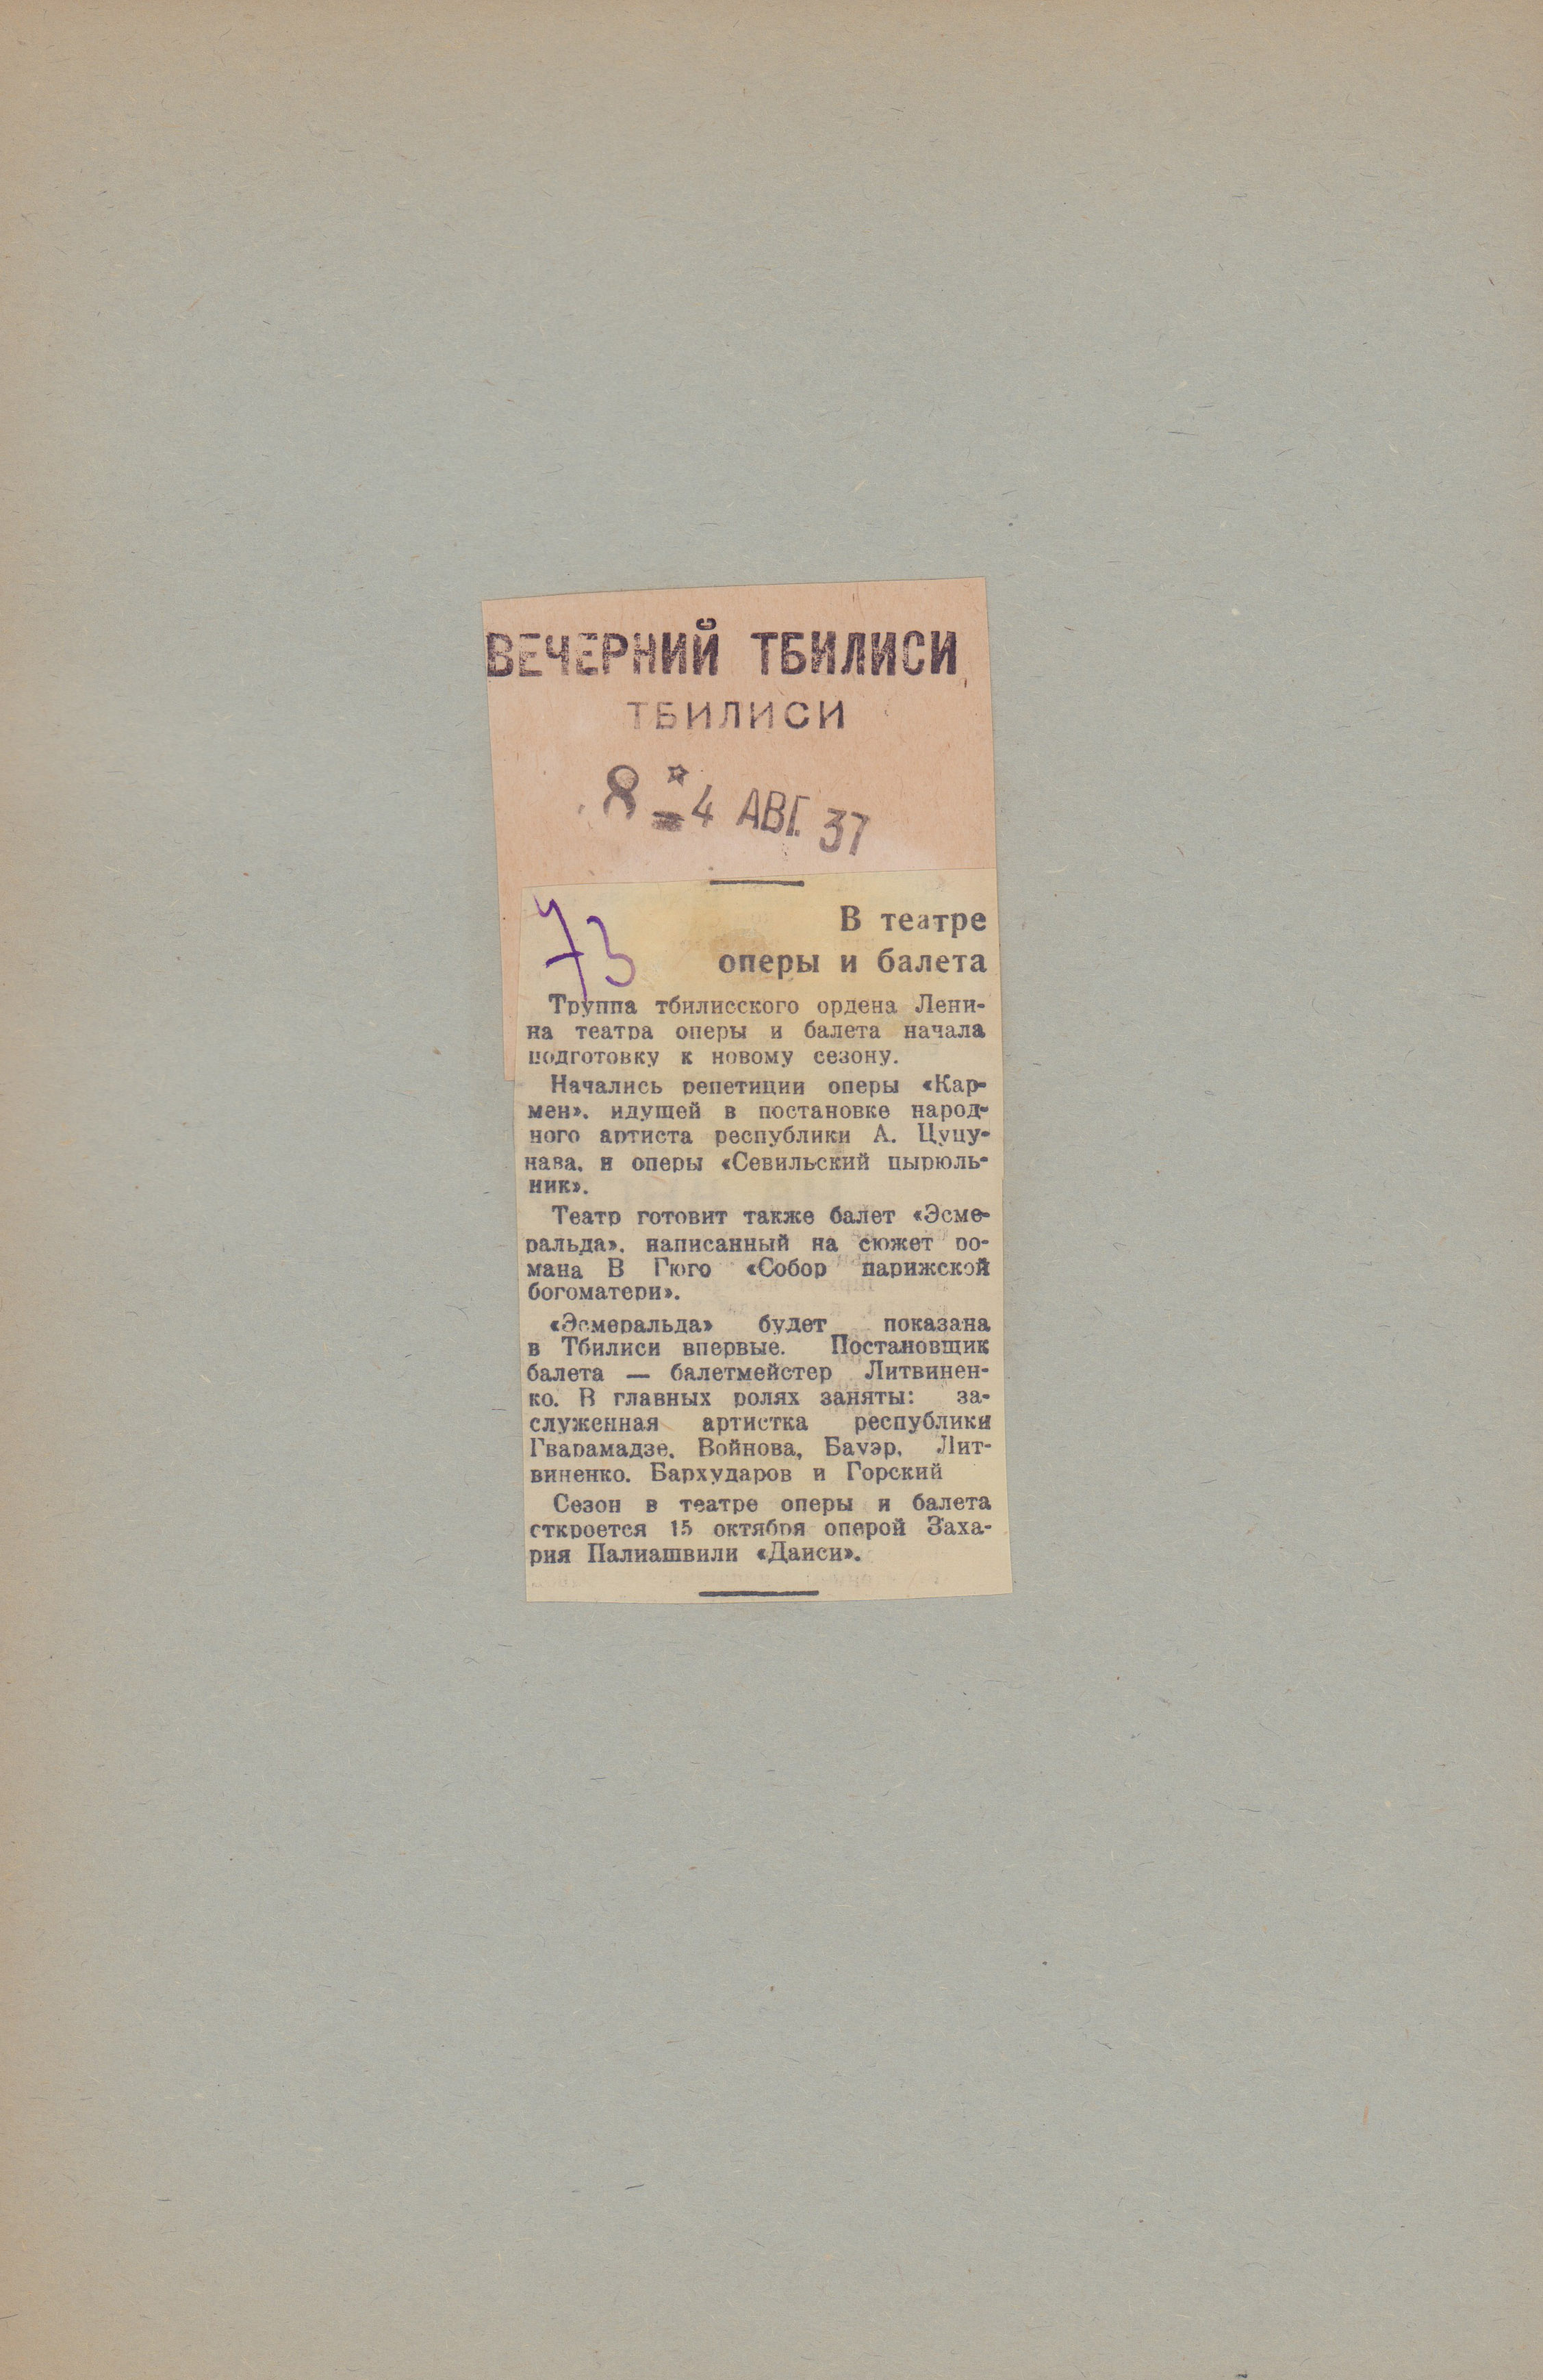 ВЕЧЕРНИЙ ТБИЛИСИ
ТБИЛИСИ
8 - 4 АВГ. 37
73
В театре
оперы и балета
Труппа тбилисского ордена Лени-
на театра оперы и балета начала
подготовку к новому сезону.
Начались репетиции оперы «Кар-
мен», идущей в постановке народ-
ного артиста республики А. Цуцу-
нава, и оперы «Севильский цырюль-
ник».
Театр готовит также балет «Эсме-
ральда», написанный на сюжет ро-
мана В Гюго «Собор парижской
богоматери».
«Эсмеральда» будет показана
в Тбилиси впервые. Постановщик
балета — балетмейстер Литвинен-
ко. В главных ролях заняты: за-
служенная артистка республики
Гварамадзе, Войнова, Бауэр, Лит-
виненко, Бархударов и Горский
Сезон в театре оперы и балета
откроется 15 октября оперой Заха-
рия Палиашвили «Даиси».